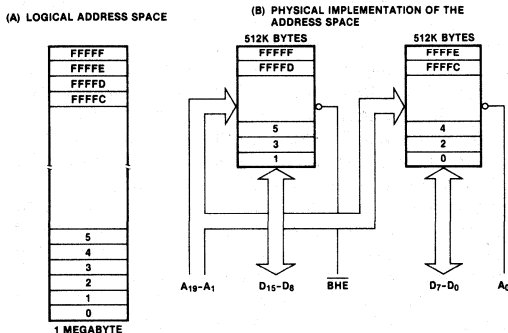 (A) LOGICAL ADDRESS SPACE
FFFFF
FFFFE
FFFFD
FFFFC
5
4
3
2
1
0
1 MEGABYTE
(B) PHYSICAL IMPLEMENTATION OF THE
ADDRESS SPACE
512K BYTES
FFFFF
FFFFD
5
3
1
512K BYTES
FFFFE
FFFFC
4
2
0
A19-A1
D15-D8
BHE
D7-D0
A0